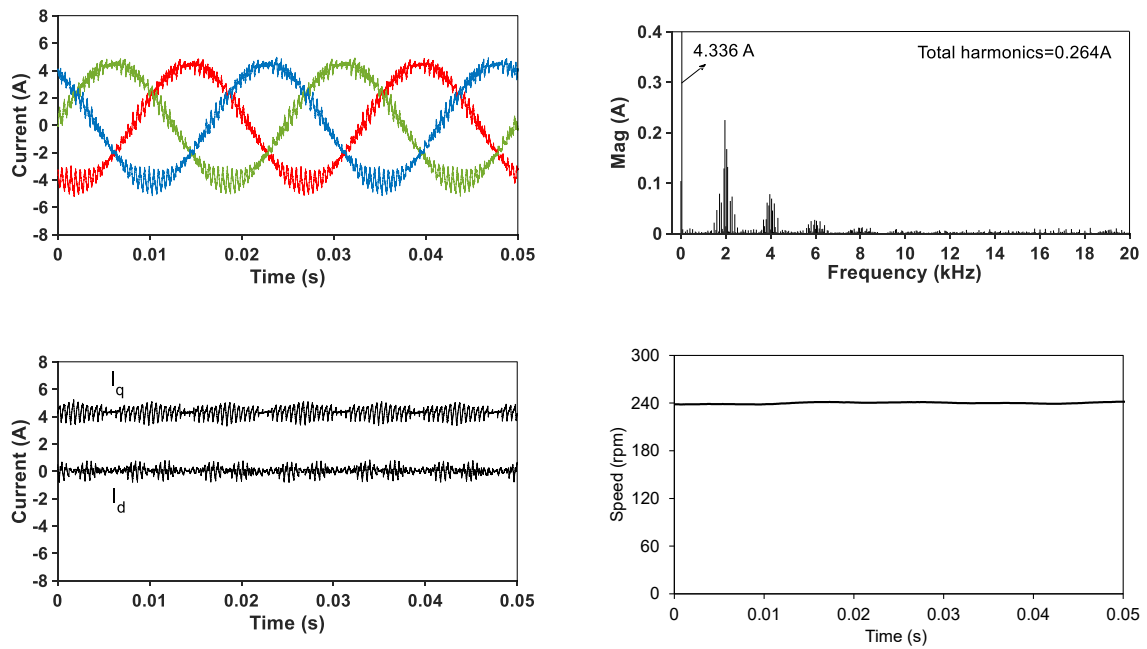 8
6
4
2
0
-2
-4
-6
-8
Current (A)
0 0.01 0.02 0.03 0.04 0.05
Time (s)
0.4
0.3
0.2
0.1
0
Mag (A)
4.336 A
Total harmonics=0.264A
0 2 4 6 8 10 12 14 16 18 20
Frequency (kHz)
8
6
4
2
0
-2
-4
-6
-8
Current (A)
Iq
Id
0 0.01 0.02 0.03 0.04 0.05
Time (s)
300
240
180
120
60
0
Speed (rpm)
0 0.01 0.02 0.03 0.04 0.05
Time (s)